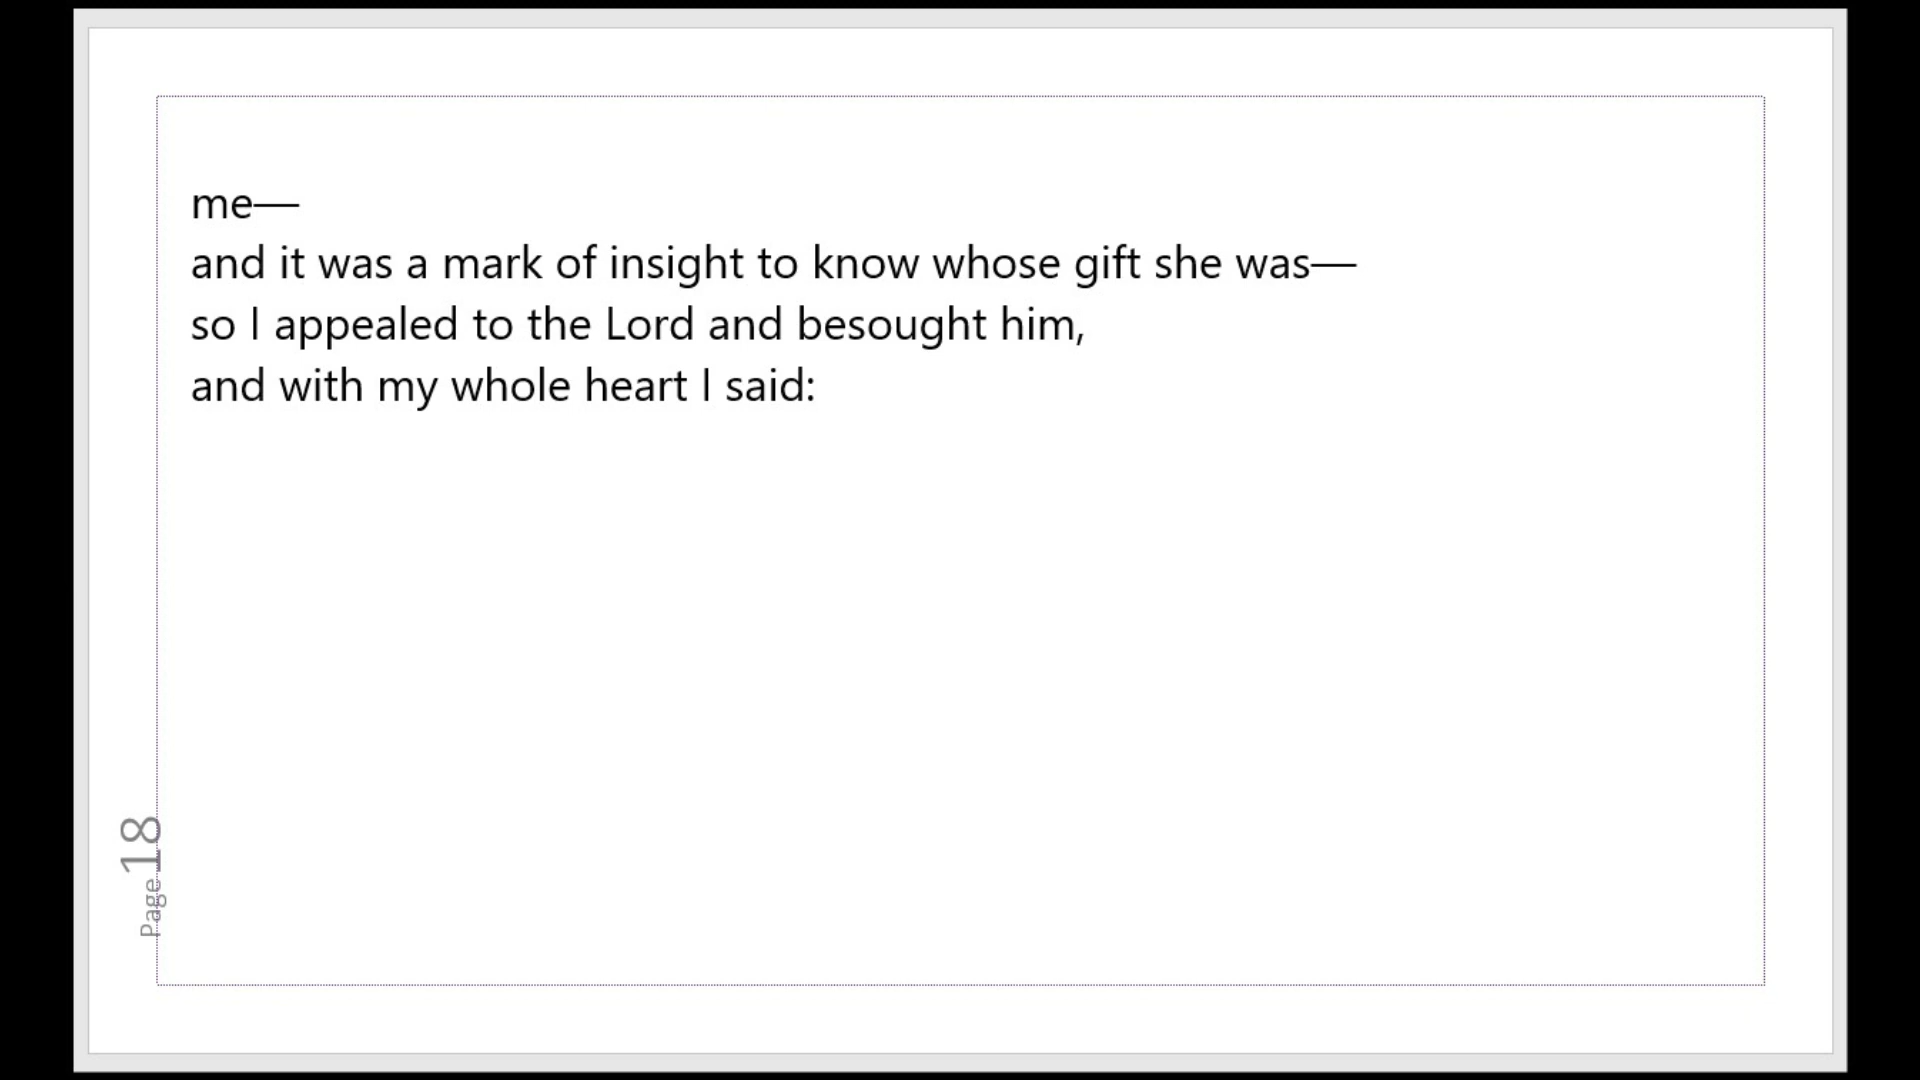 me—
and it was a mark of insight to know whose gift she was—
so I appealed to the Lord and besought him,
and with my whole heart I said:
Page 18